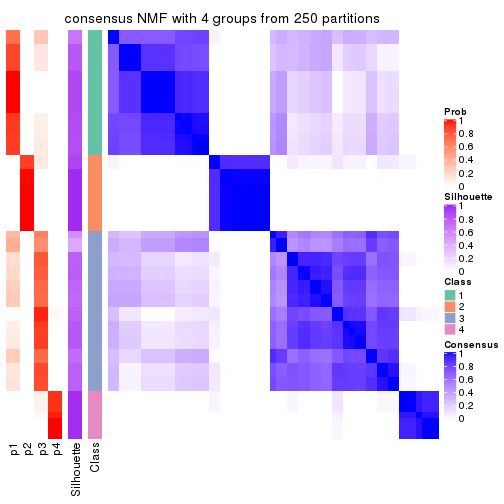 consensus NMF with 4 groups from 250 partitions
Prob
1
0.8
0.6
0.4
0.2
0
Silhouette
1
0.8
0.6
0.4
0.2
0
Class
1
2
3
4
Consensus
1
0.8
0.6
0.4
0.2
0
p1
p2
p3
p4
Silhouette
Class